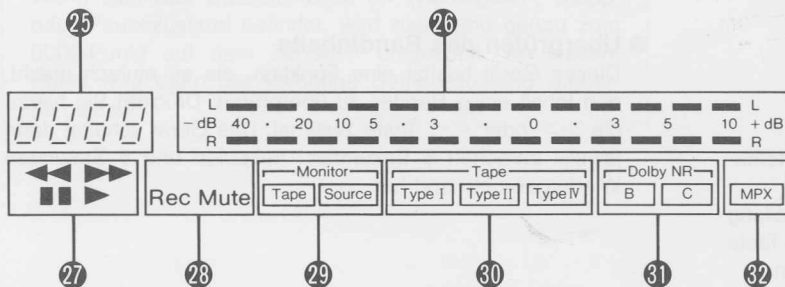 25 26
Überprüfen des Bandinhalts
8888
L L
-dB 40 · 20 10 5 · 3 · 0 3 5 10 +dB
R R
Monitor Tape Dolby NR
Rec Mute Tape Source Type I Type II Type IV B C MPX
27 28 29 30 31 32